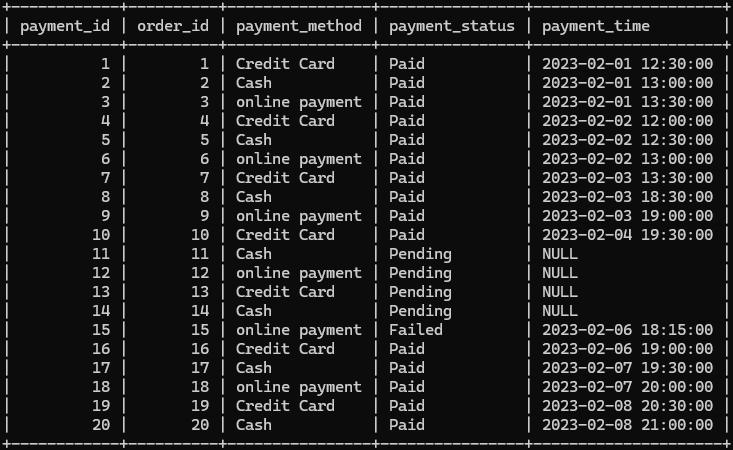 +------------+----------+----------------+----------------+---------------------+
| payment_id | order_id | payment_method | payment_status | payment_time        |
+------------+----------+----------------+----------------+---------------------+
|          1 |        1 | Credit Card    | Paid           | 2023-02-01 12:30:00 |
|          2 |        2 | Cash           | Paid           | 2023-02-01 13:00:00 |
|          3 |        3 | online payment | Paid           | 2023-02-01 13:30:00 |
|          4 |        4 | Credit Card    | Paid           | 2023-02-02 12:00:00 |
|          5 |        5 | Cash           | Paid           | 2023-02-02 12:30:00 |
|          6 |        6 | online payment | Paid           | 2023-02-02 13:00:00 |
|          7 |        7 | Credit Card    | Paid           | 2023-02-03 13:30:00 |
|          8 |        8 | Cash           | Paid           | 2023-02-03 18:30:00 |
|          9 |        9 | online payment | Paid           | 2023-02-03 19:00:00 |
|         10 |       10 | Credit Card    | Paid           | 2023-02-04 19:30:00 |
|         11 |       11 | Cash           | Pending        | NULL                |
|         12 |       12 | online payment | Pending        | NULL                |
|         13 |       13 | Credit Card    | Pending        | NULL                |
|         14 |       14 | Cash           | Pending        | NULL                |
|         15 |       15 | online payment | Failed         | 2023-02-06 18:15:00 |
|         16 |       16 | Credit Card    | Paid           | 2023-02-06 19:00:00 |
|         17 |       17 | Cash           | Paid           | 2023-02-07 19:30:00 |
|         18 |       18 | online payment | Paid           | 2023-02-07 20:00:00 |
|         19 |       19 | Credit Card    | Paid           | 2023-02-08 20:30:00 |
|         20 |       20 | Cash           | Paid           | 2023-02-08 21:00:00 |
+------------+----------+----------------+----------------+---------------------+